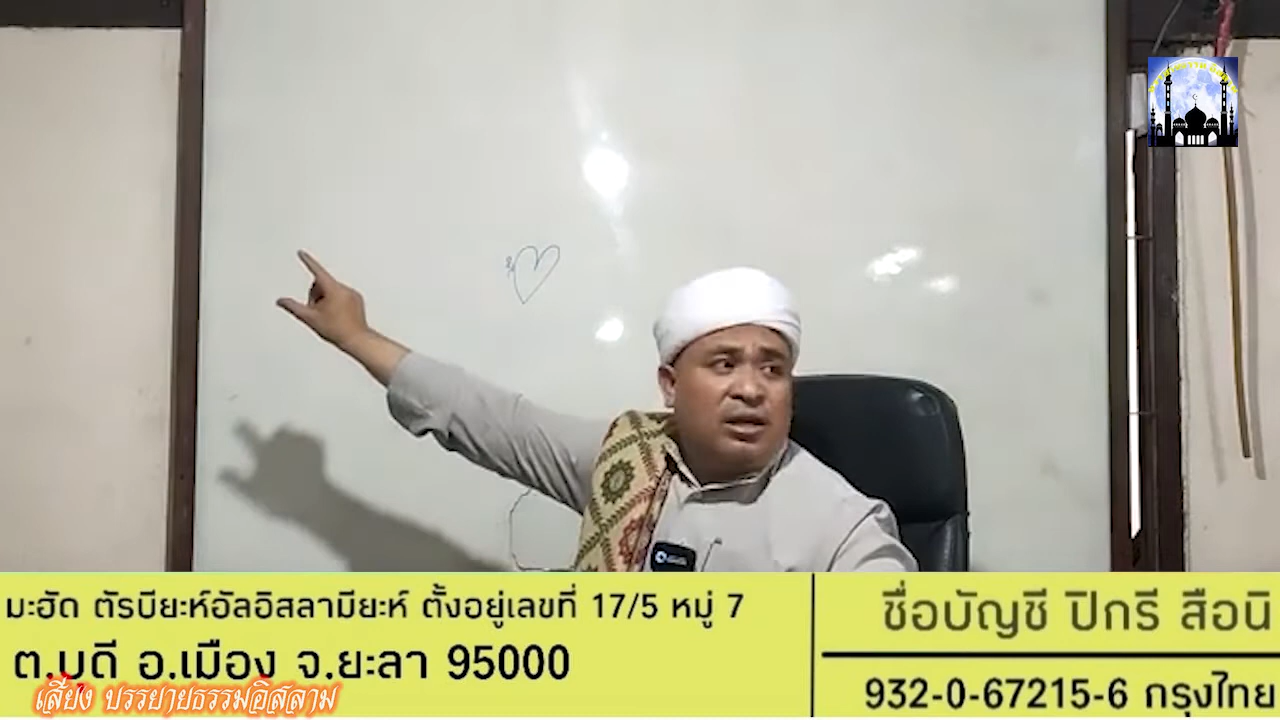 มะฮัด ตัรบียะห์อัลอิสลามียะห์ ตั้งอยู่เลขที่ 17/5 หมู่ 7
ต.บุดี อ.เมือง จ.ยะลา 95000
เสียง บรรยายธรรมอิสลาม
ชื่อบัญชี ปิกรี สือนิ
932-0-67215-6 กรุงไทย